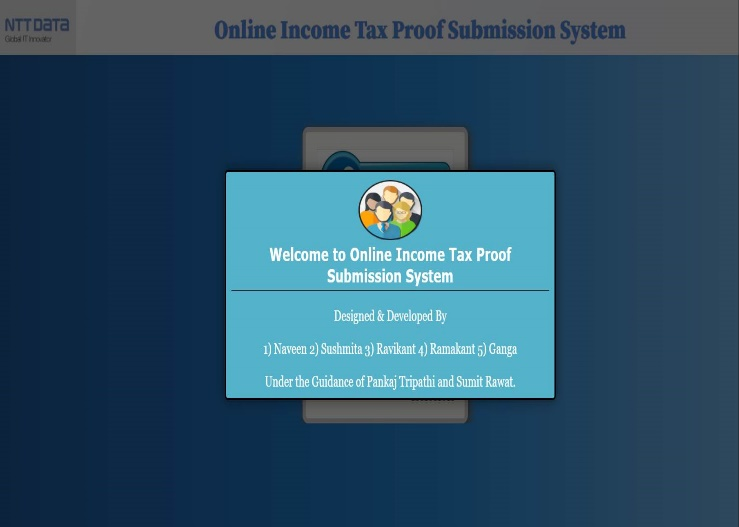 NTT DATA
Global IT Innovator
Online Income Tax Proof Submission System
Welcome to Online Income Tax Proof
Submission System
Designed & Developed By
1) Naveen 2) Sushmita 3) Ravikant 4) Ramakant 5) Ganga
Under the Guidance of Pankaj Tripathi and Sumit Rawat.